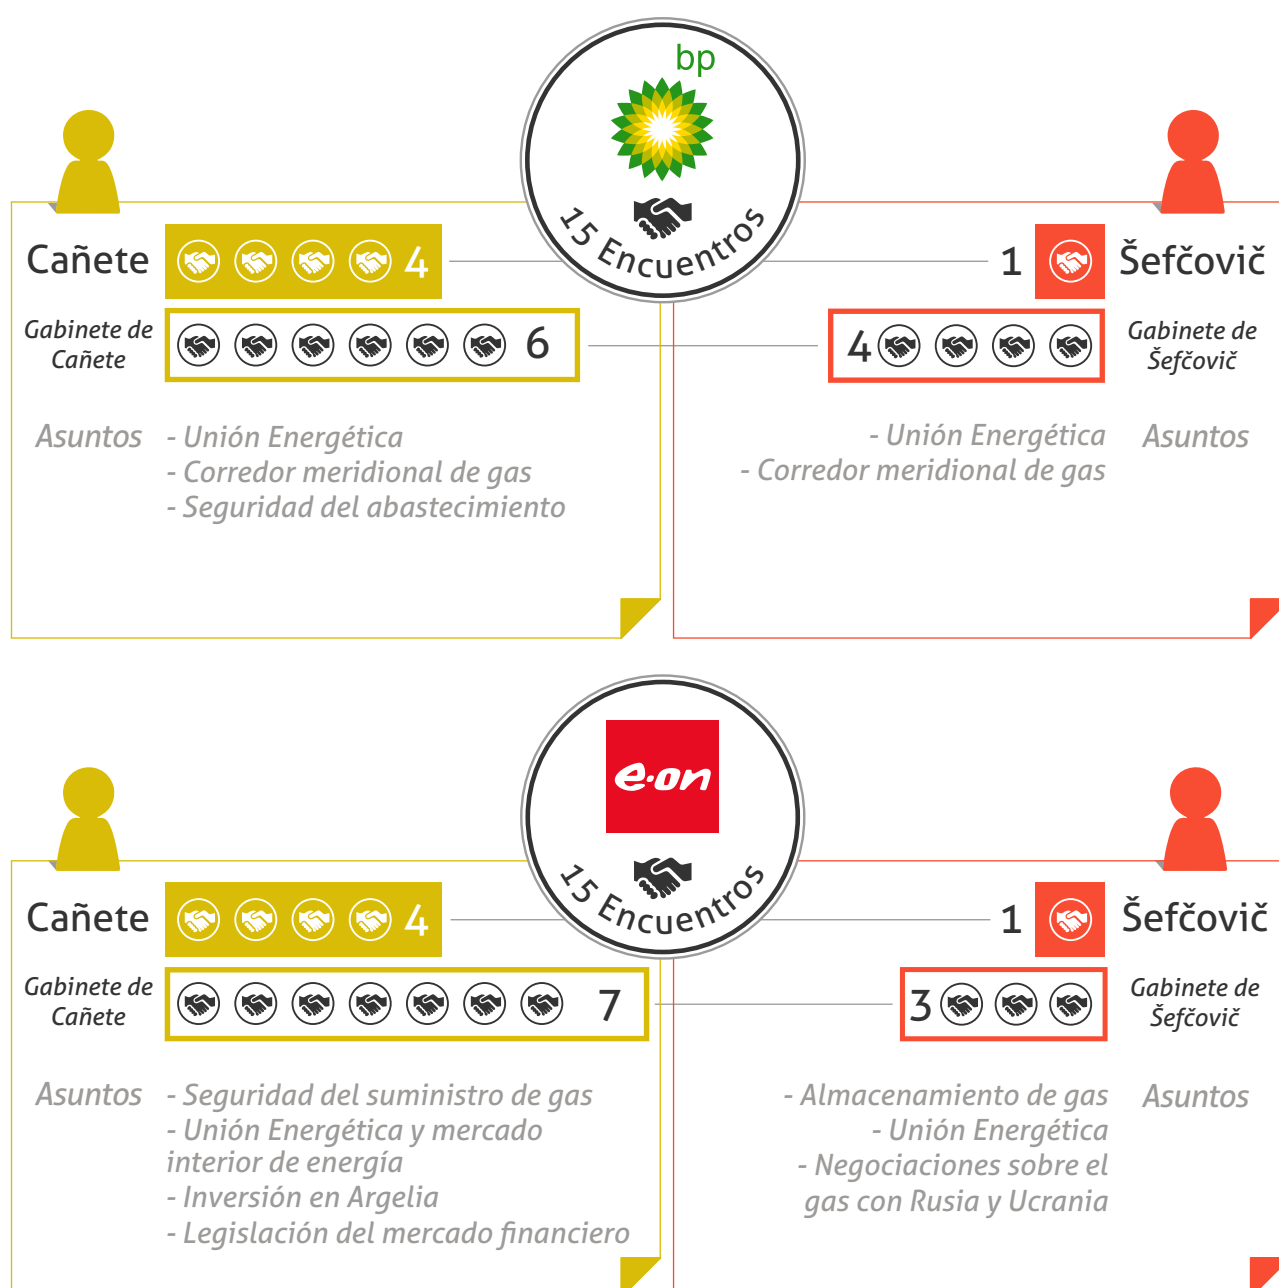 bp
15 Encuentros
Cañete
4
1
Šefčovič
Gabinete de
Cañete
6
4
Gabinete de
Šefčovič
Asuntos
- Unión Energética
- Corredor meridional de gas
- Seguridad del abastecimiento
- Unión Energética
- Corredor meridional de gas
Asuntos
e·on
15 Encuentros
Cañete
4
1
Šefčovič
Gabinete de
Cañete
7
3
Gabinete de
Šefčovič
Asuntos
- Seguridad del suministro de gas
- Unión Energética y mercado
interior de energía
- Inversión en Argelia
- Legislación del mercado financiero
- Almacenamiento de gas
- Unión Energética
- Negociaciones sobre el
gas con Rusia y Ucrania
Asuntos